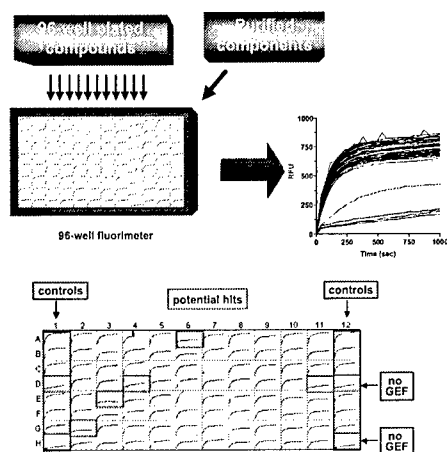 96-well plated
compounds
Purified
components
96-well fluorimeter
RFU
1000
750
500
250
0
0 250 500 750 1000
Time (sec)
controls
potential hits
controls
1 2 3 4 5 6 7 8 9 10 11 12
A
B
C
D
E
F
G
H
no
GEF
no
GEF